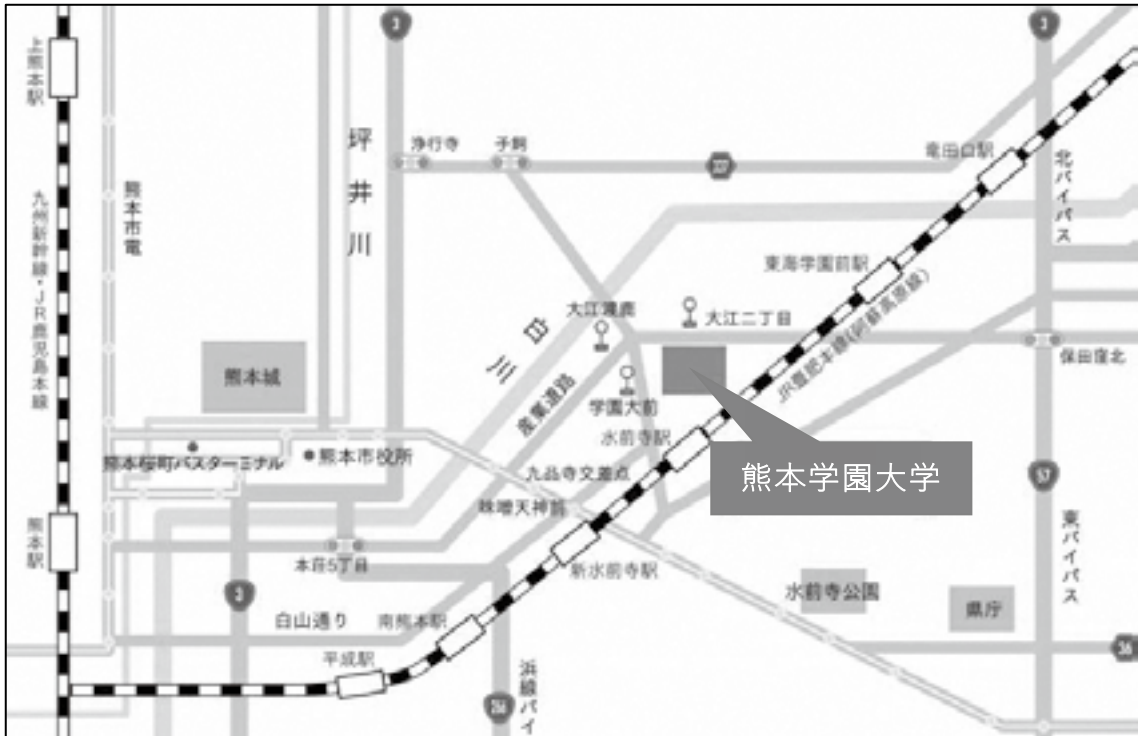 3
3
上熊本駅
坪井川
浄行寺
子飼
337
竜田口駅
北バイパス
熊本市電
九州新幹線・JR鹿児島本線
東海学園前駅
大江渡鹿
大江二丁目
JR豊肥本線(阿蘇高原線)
保田窪北
熊本城
産業道路
学園大前
水前寺駅
熊本桜町バスターミナル
熊本市役所
九品寺交差点
熊本学園大学
57
味噌天神前
熊本駅
本荘5丁目
新水前寺駅
東バイパス
3
水前寺公園
県庁
白山通り
南熊本駅
平成駅
36
浜線バイ
266